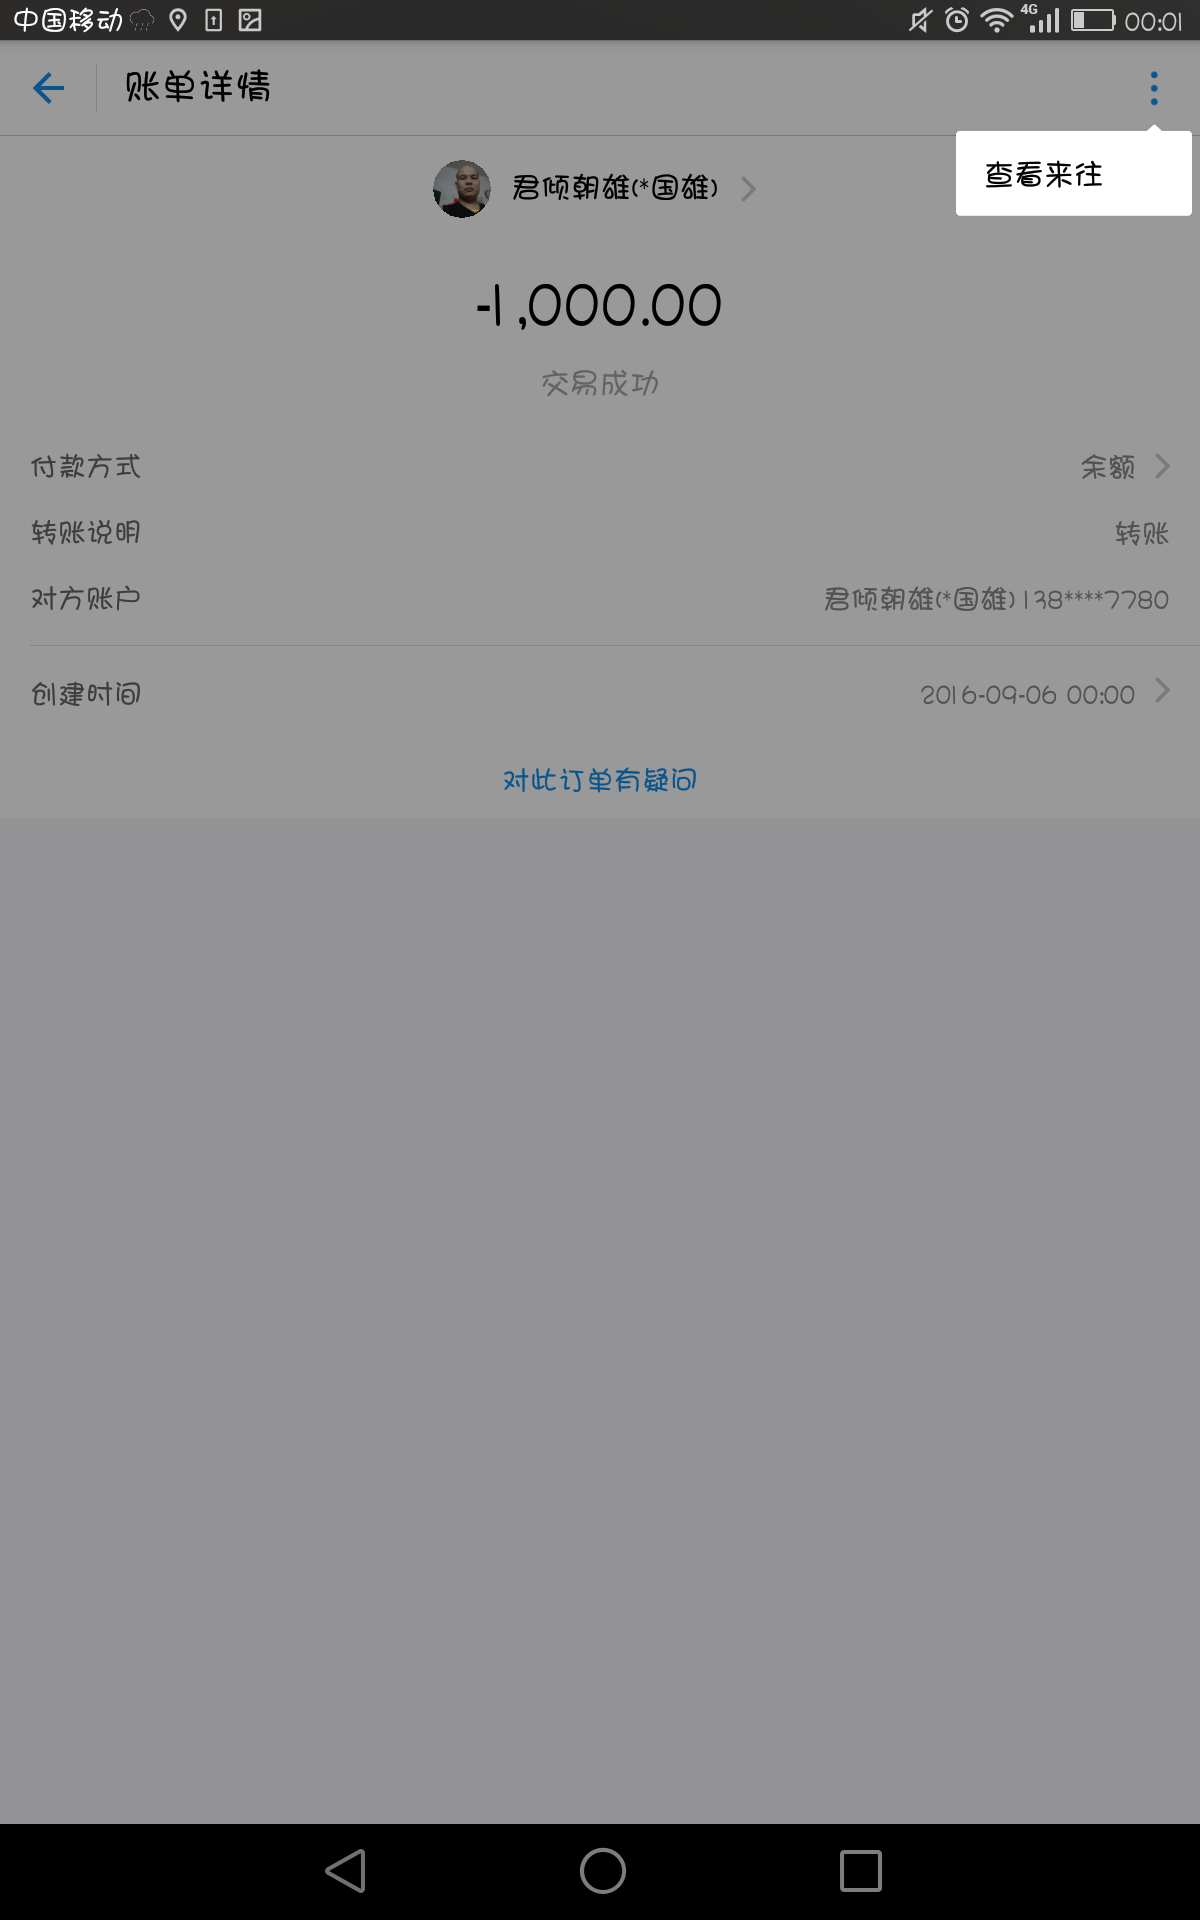 中国移动 4G 00:01
账单详情
查看来往
君倾朝雄(*国雄)
-1,000.00
交易成功
付款方式 余额
转账说明 转账
对方账户 君倾朝雄(*国雄)138****7780
创建时间 2016-09-06 00:00
对此订单有疑问